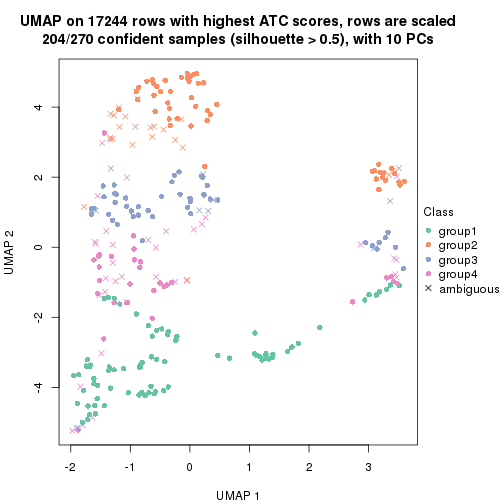 UMAP on 17244 rows with highest ATC scores, rows are scaled
204/270 confident samples (silhouette > 0.5), with 10 PCs
4
2
0
-2
-4
UMAP 2
-2
-1
0
1
2
3
UMAP 1
Class
group1
group2
group3
group4
ambiguous